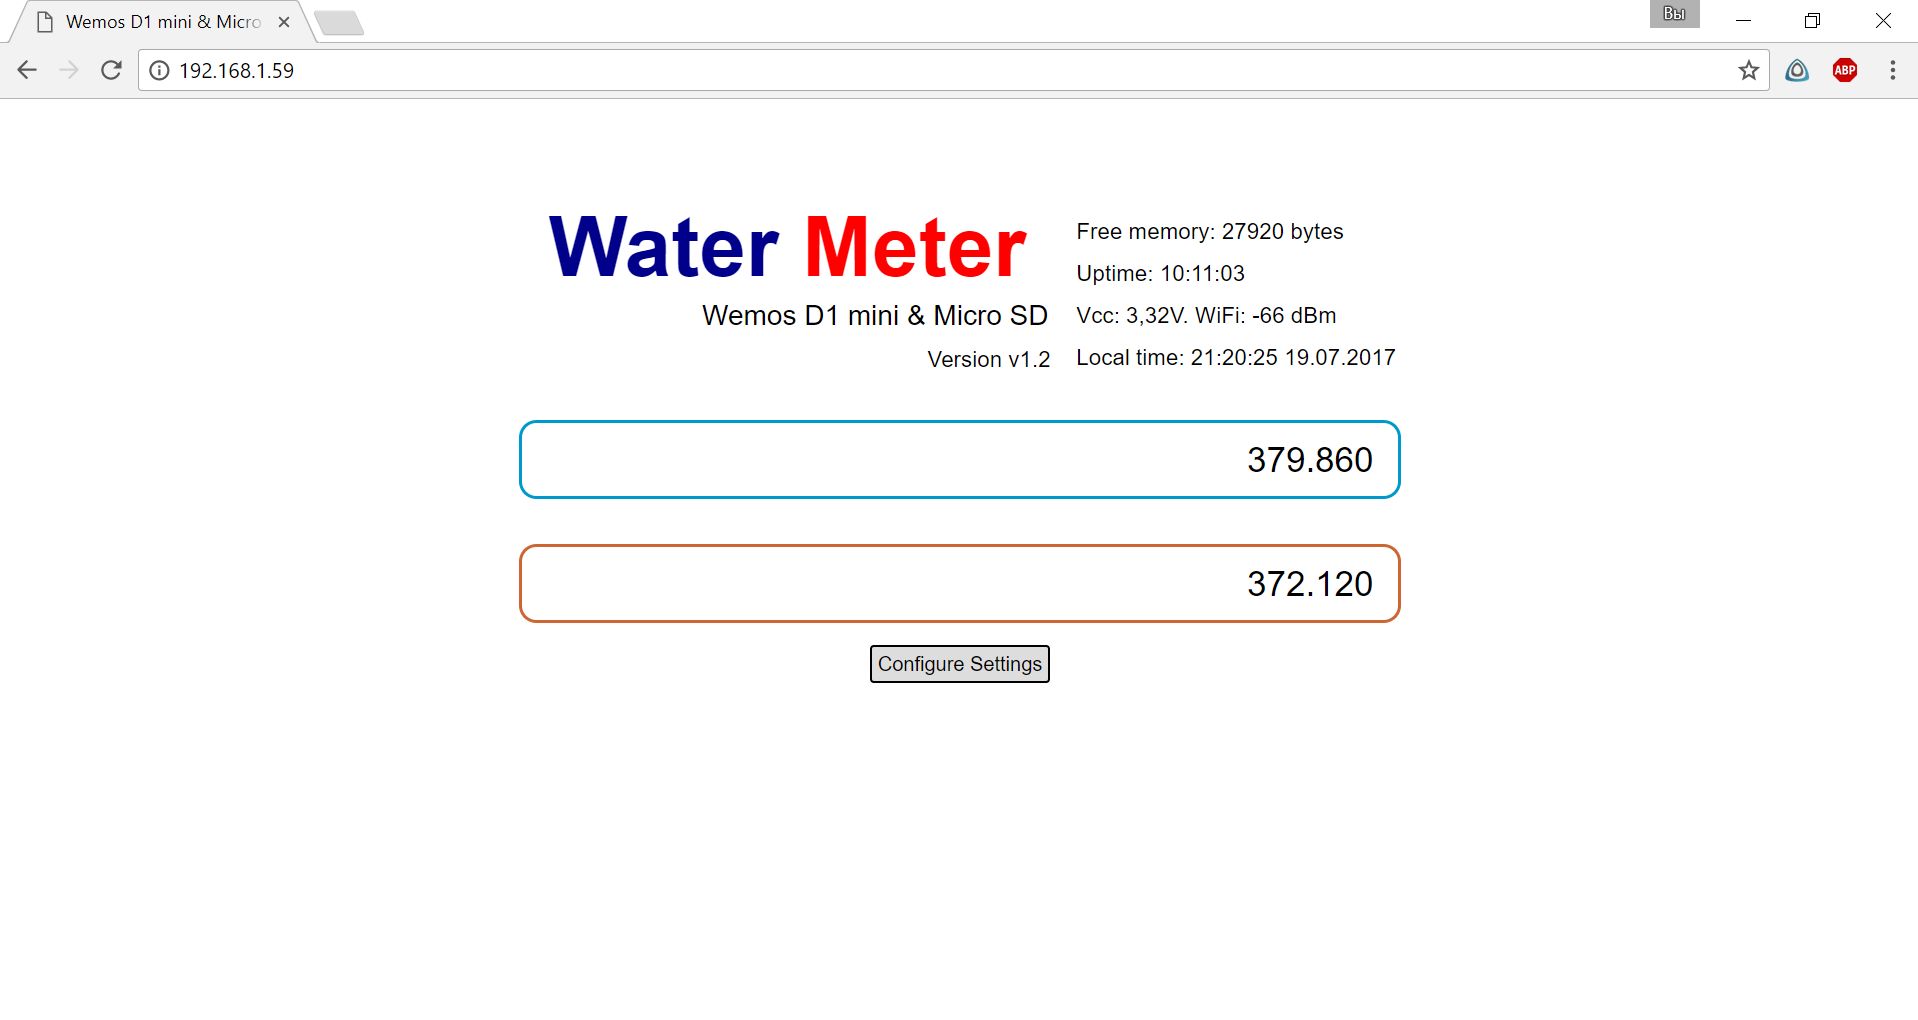 Wemos D1 mini & Micro
Вы
192.168.1.59
ABP
Water Meter
Wemos D1 mini & Micro SD
Version v1.2
Free memory: 27920 bytes
Uptime: 10:11:03
Vcc: 3,32V. WiFi: -66 dBm
Local time: 21:20:25 19.07.2017
379.860
372.120
Configure Settings